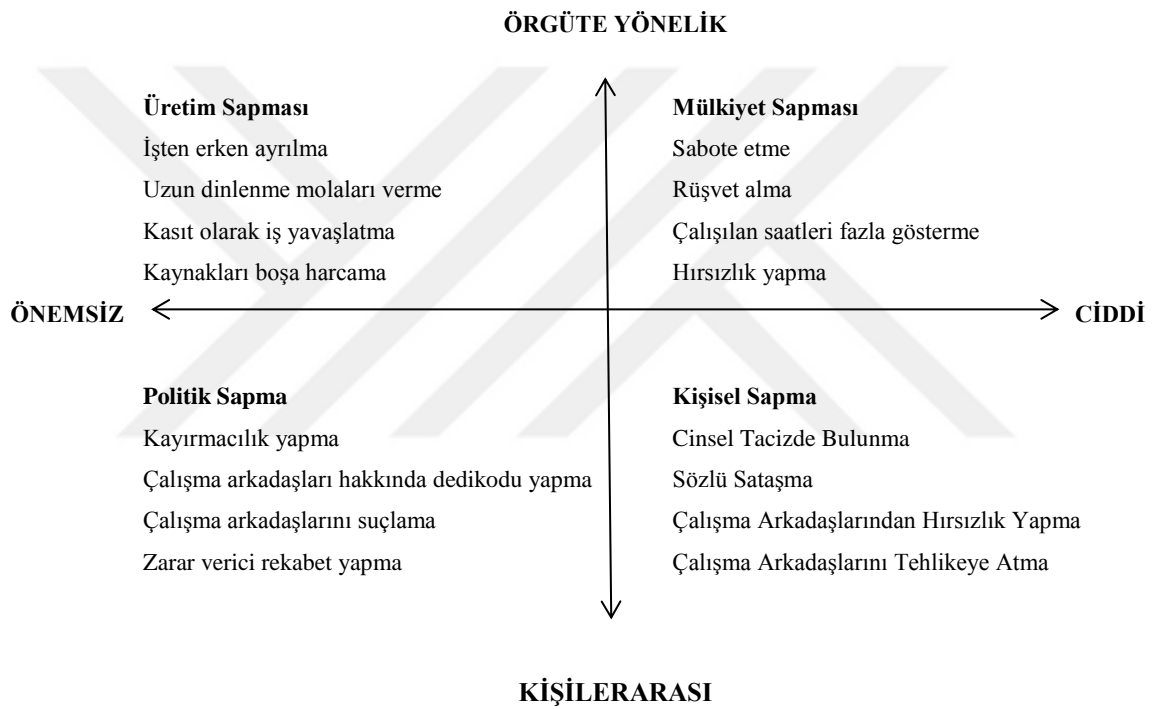 ÖRGÜTE YÖNELİK
Üretim Sapması
İşten erken ayrılma
Uzun dinlenme molaları verme
Kasıt olarak iş yavaşlatma
Kaynakları boşa harcama
Mülkiyet Sapması
Sabote etme
Rüşvet alma
Çalışılan saatleri fazla gösterme
Hırsızlık yapma
ÖNEMSİZ
CİDDİ
Politik Sapma
Kayırmacılık yapma
Çalışma arkadaşları hakkında dedikodu yapma
Çalışma arkadaşlarını suçlama
Zarar verici rekabet yapma
Kişisel Sapma
Cinsel Tacizde Bulunma
Sözlü Sataşma
Çalışma Arkadaşlarından Hırsızlık Yapma
Çalışma Arkadaşlarını Tehlikeye Atma
KİŞİLERARASI